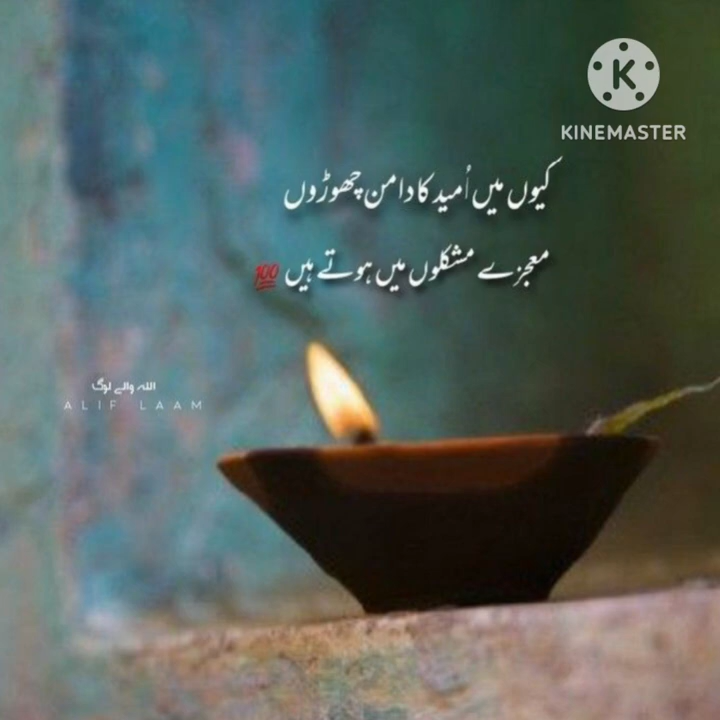 KINEMASTER
کیوں میں اُمید کا دامن چھوڑوں
معجزے مشکلوں میں ہوتے ہیں 💯
اللہ والے لوگ
ALIF LAAM